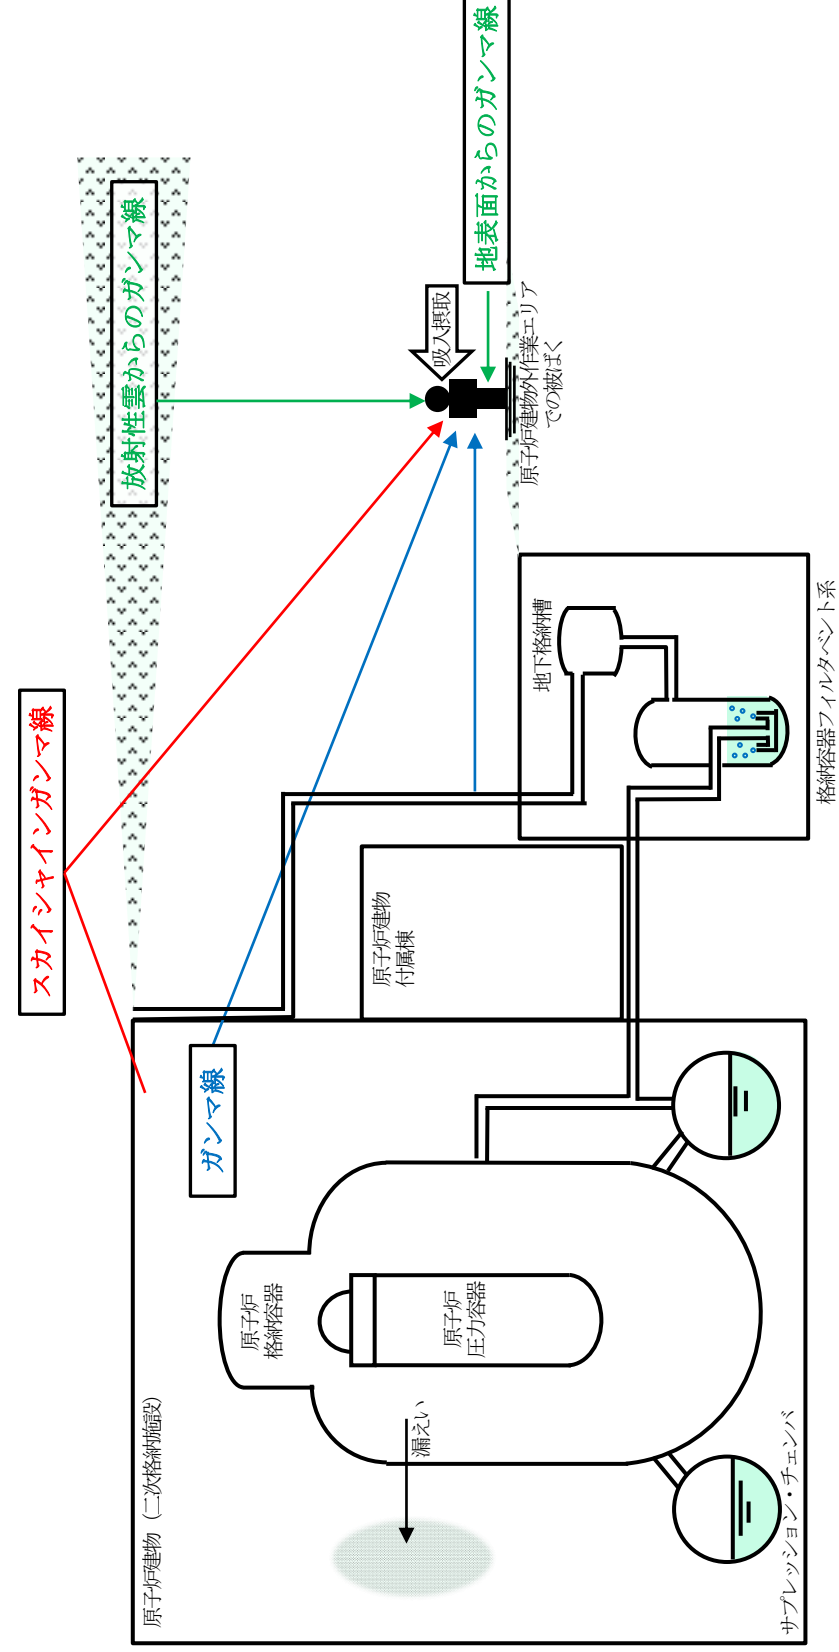 スカイシャインガンマ線
放射性雲からのガンマ線
ガンマ線
地表面からのガンマ線
吸入摂取
原子炉建物外作業エリア
での被ばく
原子炉建物（二次格納施設）
原子炉
格納容器
原子炉
圧力容器
漏えい
サプレッション・チェンバ
原子炉建物
付属棟
地下格納槽
格納容器フィルタベント系